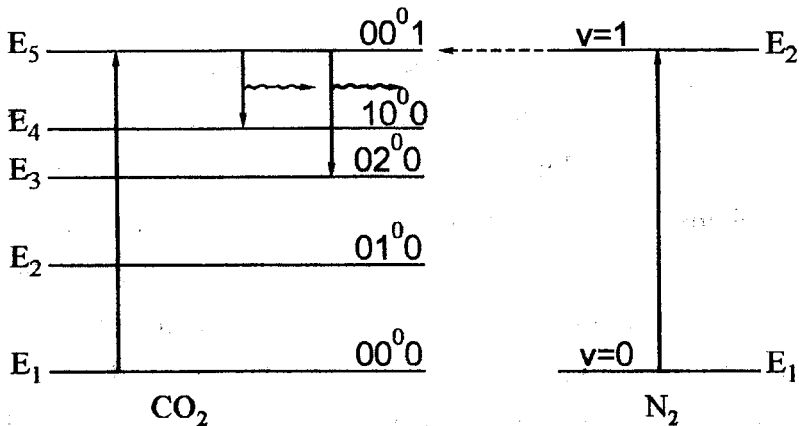 E₅ 00⁰1 v=1 E₂
E₄ 10⁰0
E₃ 02⁰0
E₂ 01⁰0
E₁ 00⁰0 v=0 E₁
CO₂ N₂